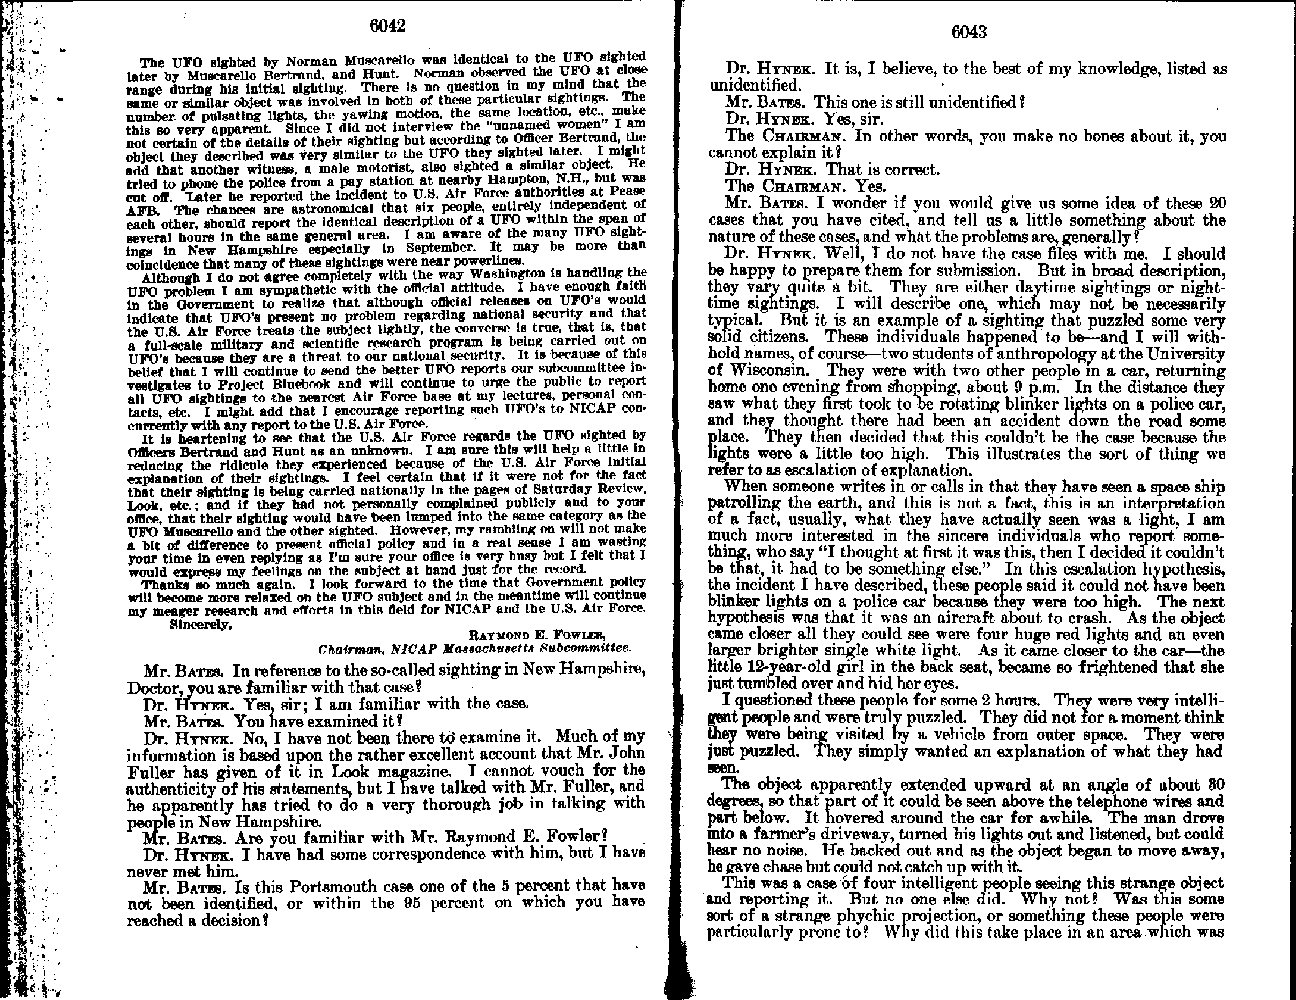 6042
The UFO sighted by Norman Muscarello was identical to the UFO sighted
later by Muscarello Bertrand, and Hunt. Norman observed the UFO at close
range during his initial sighting. There is no question in my mind that the
same or similar object was involved in both of these particular sightings. The
number of pulsating lights, the yawing motion, the same location, etc., make
this so very apparent. Since I did not interview the "unnamed women" I am
not certain of the details of their sighting but according to Officer Bertrand, the
object they described was very similar to the UFO they sighted later. I might
add that another witness, a male motorist, also sighted a similar object. He
tried to phone the police from a pay station at nearby Hampton, N.H., but was
cut off. Later he reported the incident to U.S. Air Force authorities at Pease
AFB. The chances are astronomical that six people, entirely independent of
each other, should report the identical description of a UFO within the span of
several hours in the same general area. I am aware of the many UFO sight-
ings in New Hampshire especially in September. It may be more than
coincidence that many of these sightings were near powerlines.
Although I do not agree completely with the way Washington is handling the
UFO problem I am sympathetic with the official attitude. I have enough faith
in the Government to realize that although official releases on UFO's would
indicate that UFO's present no problem regarding national security and that
the U.S. Air Force treats the subject lightly, the converse is true, that is, that
a full-scale military and scientific research program is being carried out on
UFO's because they are a threat to our national security. It is because of this
belief that I will continue to send the better UFO reports our subcommittee in-
vestigates to Project Bluebook and will continue to urge the public to report
all UFO sightings to the nearest Air Force base at my lectures, personal con-
tacts, etc. I might add that I encourage reporting such UFO's to NICAP con-
currently with any report to the U.S. Air Force.
It is heartening to see that the U.S. Air Force regards the UFO sighted by
Officers Bertrand and Hunt as an unknown. I am sure this will help a little in
reducing the ridicule they experienced because of the U.S. Air Force initial
explanation of their sightings. I feel certain that if it were not for the fact
that their sighting is being carried nationally in the pages of Saturday Review,
Look, etc.; and if they had not personally complained publicly and to your
office, that their sighting would have been lumped into the same category as the
UFO Muscarello and the other sighted. However, my rambling on will not make
a bit of difference to present official policy and in a real sense I am wasting
your time in even replying as I'm sure your office is very busy but I felt that I
would express my feelings on the subject at hand just for the record.
Thanks so much again. I look forward to the time that Government policy
will become more relaxed on the UFO subject and in the meantime will continue
my meager research and efforts in this field for NICAP and the U.S. Air Force.
Sincerely,
RAYMOND E. FOWLER,
Chairman, NICAP Massachusetts Subcommittee.
Mr. BATES. In reference to the so-called sighting in New Hampshire,
Doctor, you are familiar with that case?
Dr. HYNEK. Yes, sir; I am familiar with the case.
Mr. BATES. You have examined it?
Dr. HYNEK. No, I have not been there to examine it. Much of my
information is based upon the rather excellent account that Mr. John
Fuller has given of it in Look magazine. I cannot vouch for the
authenticity of his statements, but I have talked with Mr. Fuller, and
he apparently has tried to do a very thorough job in talking with
people in New Hampshire.
Mr. BATES. Are you familiar with Mr. Raymond E. Fowler?
Dr. HYNEK. I have had some correspondence with him, but I have
never met him.
Mr. BATES. Is this Portsmouth case one of the 5 percent that have
not been identified, or within the 95 percent on which you have
reached a decision?
6043
Dr. HYNEK. It is, I believe, to the best of my knowledge, listed as
unidentified.
Mr. BATES. This one is still unidentified?
Dr. HYNEK. Yes, sir.
The CHAIRMAN. In other words, you make no bones about it, you
cannot explain it?
Dr. HYNEK. That is correct.
The CHAIRMAN. Yes.
Mr. BATES. I wonder if you would give us some idea of these 20
cases that you have cited, and tell us a little something about the
nature of these cases, and what the problems are, generally?
Dr. HYNEK. Well, I do not have the case files with me. I should
be happy to prepare them for submission. But in broad description,
they vary quite a bit. They are either daytime sightings or night-
time sightings. I will describe one, which may not be necessarily
typical. But it is an example of a sighting that puzzled some very
solid citizens. These individuals happened to be—and I will with-
hold names, of course—two students of anthropology at the University
of Wisconsin. They were with two other people in a car, returning
home one evening from shopping, about 9 p.m. In the distance they
saw what they first took to be rotating blinker lights on a police car,
and they thought there had been an accident down the road some
place. They then decided that this couldn't be the case because the
lights were a little too high. This illustrates the sort of thing we
refer to as escalation of explanation.
When someone writes in or calls in that they have seen a space ship
patrolling the earth, and this is not a fact, this is an interpretation
of a fact, usually, what they have actually seen was a light, I am
much more interested in the sincere individuals who report some-
thing, who say "I thought at first it was this, then I decided it couldn't
be that, it had to be something else." In this escalation hypothesis,
the incident I have described, these people said it could not have been
blinker lights on a police car because they were too high. The next
hypothesis was that it was an aircraft about to crash. As the object
came closer all they could see were four huge red lights and an even
larger brighter single white light. As it came closer to the car—the
little 12-year-old girl in the back seat, became so frightened that she
just tumbled over and hid her eyes.
I questioned these people for some 2 hours. They were very intelli-
gent people and were truly puzzled. They did not for a moment think
they were being visited by a vehicle from outer space. They were
just puzzled. They simply wanted an explanation of what they had
seen.
The object apparently extended upward at an angle of about 30
degrees, so that part of it could be seen above the telephone wires and
part below. It hovered around the car for awhile. The man drove
into a farmer's driveway, turned his lights out and listened, but could
hear no noise. He backed out and as the object began to move away,
he gave chase but could not catch up with it.
This was a case of four intelligent people seeing this strange object
and reporting it. But no one else did. Why not? Was this some
sort of a strange phychic projection, or something these people were
particularly prone to? Why did this take place in an area which was